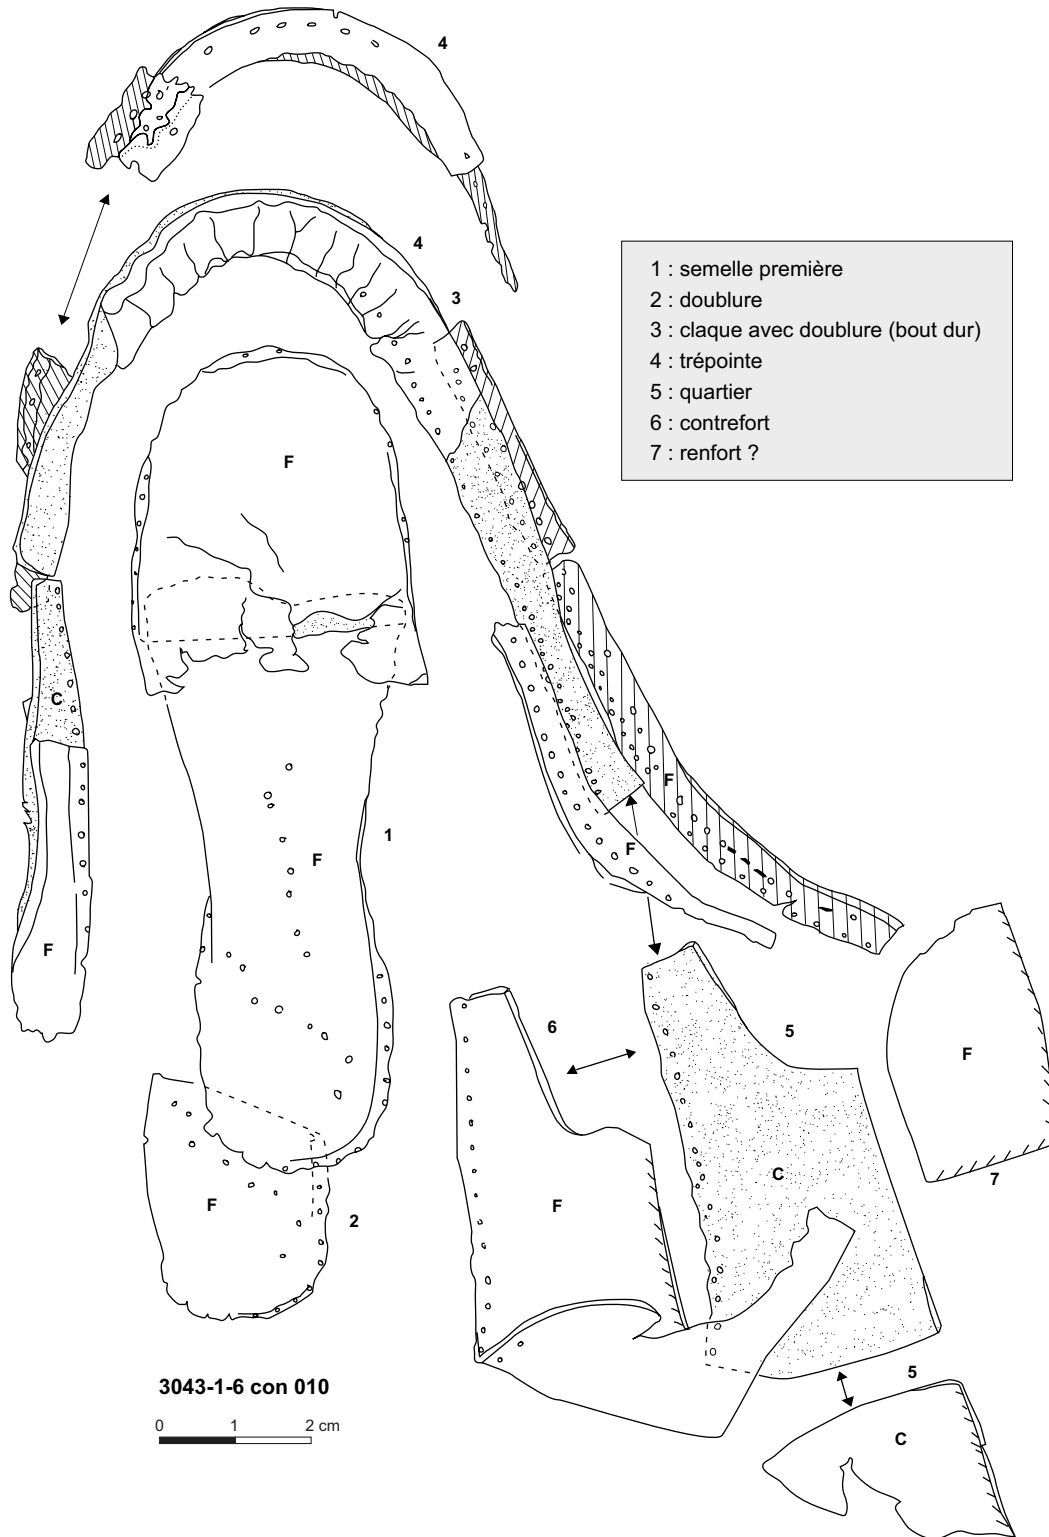 4
4
3
1 : semelle première
2 : doublure
3 : claque avec doublure (bout dur)
4 : trépointe
5 : quartier
6 : contrefort
7 : renfort ?
F
C
F
1
F
F
F
6
5
F
F
C
7
F
F
2
3043-1-6 con 010
5
0 1 2 cm
C